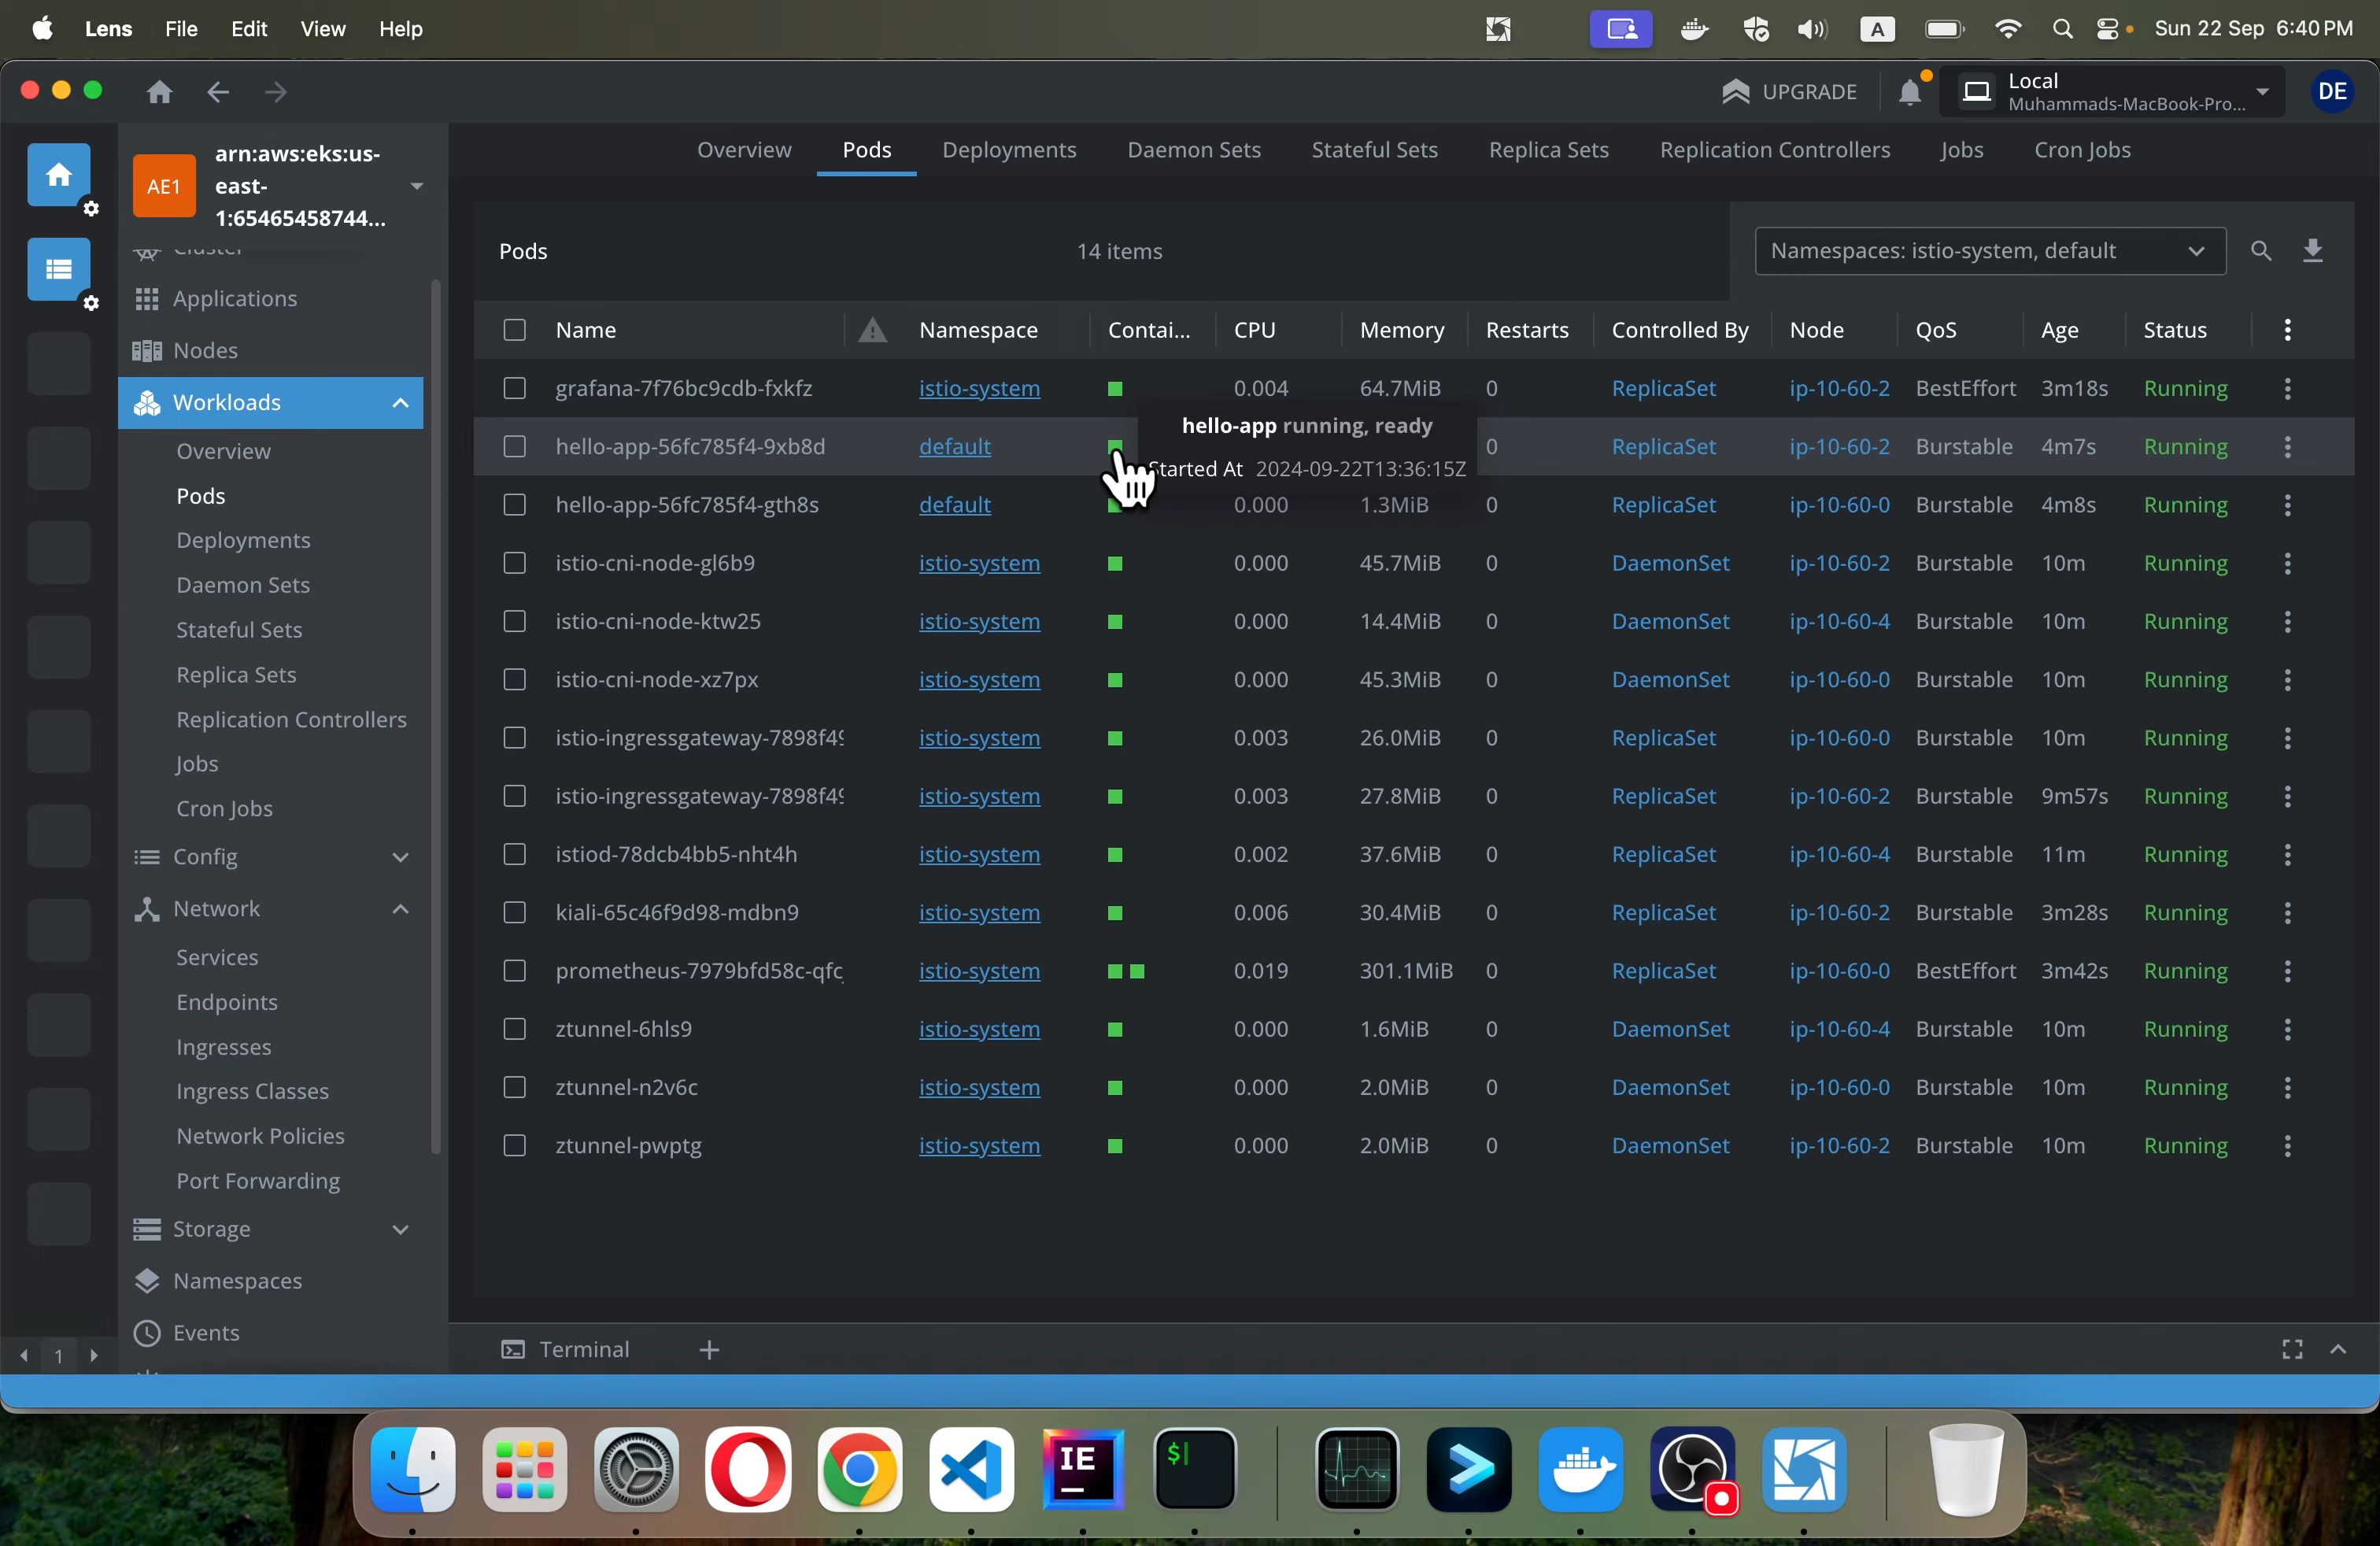 Lens File Edit View Help A Sun 22 Sep 6:40 PM
UPGRADE
Local
Muhammads-MacBook-Pro...
DE
AE1
arn:aws:eks:us-
east-
1:65465458744...
Overview Pods Deployments Daemon Sets Stateful Sets Replica Sets Replication Controllers Jobs Cron Jobs
Cluster
Applications
Nodes
Workloads
Overview
Pods
Deployments
Daemon Sets
Stateful Sets
Replica Sets
Replication Controllers
Jobs
Cron Jobs
Config
Network
Services
Endpoints
Ingresses
Ingress Classes
Network Policies
Port Forwarding
Storage
Namespaces
Events
1
Pods 14 items Namespaces: istio-system, default
Name Namespace Contai... CPU Memory Restarts Controlled By Node QoS Age Status
grafana-7f76bc9cdb-fxkfz istio-system 0.004 64.7MiB 0 ReplicaSet ip-10-60-2 BestEffort 3m18s Running
hello-app-56fc785f4-9xb8d default 0 ReplicaSet ip-10-60-2 Burstable 4m7s Running
hello-app running, ready
Started At 2024-09-22T13:36:15Z
hello-app-56fc785f4-gth8s default 0.000 1.3MiB 0 ReplicaSet ip-10-60-0 Burstable 4m8s Running
istio-cni-node-gl6b9 istio-system 0.000 45.7MiB 0 DaemonSet ip-10-60-2 Burstable 10m Running
istio-cni-node-ktw25 istio-system 0.000 14.4MiB 0 DaemonSet ip-10-60-4 Burstable 10m Running
istio-cni-node-xz7px istio-system 0.000 45.3MiB 0 DaemonSet ip-10-60-0 Burstable 10m Running
istio-ingressgateway-7898f49 istio-system 0.003 26.0MiB 0 ReplicaSet ip-10-60-0 Burstable 10m Running
istio-ingressgateway-7898f49 istio-system 0.003 27.8MiB 0 ReplicaSet ip-10-60-2 Burstable 9m57s Running
istiod-78dcb4bb5-nht4h istio-system 0.002 37.6MiB 0 ReplicaSet ip-10-60-4 Burstable 11m Running
kiali-65c46f9d98-mdbn9 istio-system 0.006 30.4MiB 0 ReplicaSet ip-10-60-2 Burstable 3m28s Running
prometheus-7979bfd58c-qfc istio-system 0.019 301.1MiB 0 ReplicaSet ip-10-60-0 BestEffort 3m42s Running
ztunnel-6hls9 istio-system 0.000 1.6MiB 0 DaemonSet ip-10-60-4 Burstable 10m Running
ztunnel-n2v6c istio-system 0.000 2.0MiB 0 DaemonSet ip-10-60-0 Burstable 10m Running
ztunnel-pwptg istio-system 0.000 2.0MiB 0 DaemonSet ip-10-60-2 Burstable 10m Running
Terminal +
IE
$